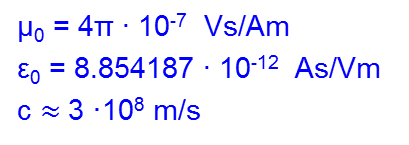 μ₀ = 4π · 10⁻⁷ Vs/Am
ε₀ = 8.854187 · 10⁻¹² As/Vm
c ≈ 3 ·10⁸ m/s